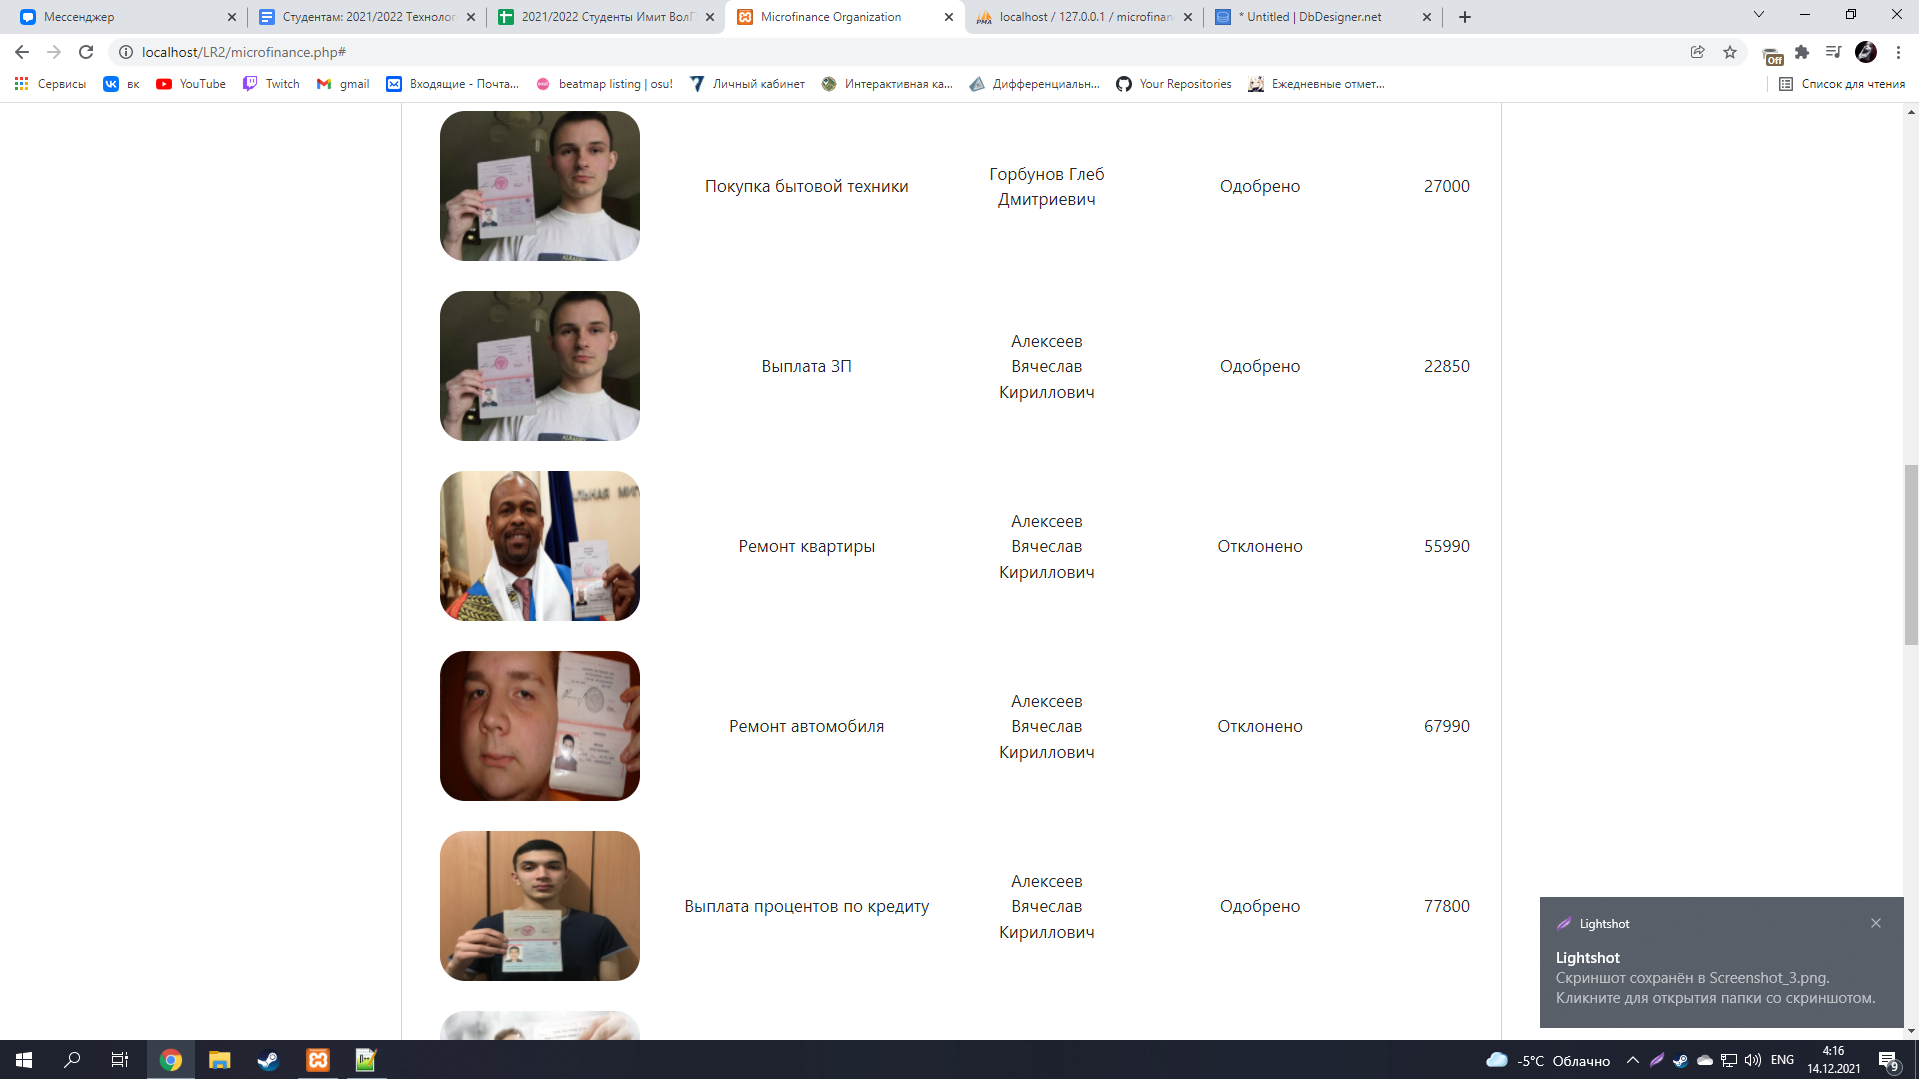 Мессенджер
Студентам: 2021/2022 Технолог
2021/2022 Студенты Имит ВолГ
Microfinance Organization
localhost / 127.0.0.1 / microfinan
* Untitled | DbDesigner.net
localhost/LR2/microfinance.php#
Off
Сервисы
вк
YouTube
Twitch
gmail
Входящие - Почта...
beatmap listing | osu!
Личный кабинет
Интерактивная ка...
Дифференциальн...
Your Repositories
Ежедневные отмет...
Список для чтения
Покупка бытовой техники
Горбунов Глеб
Дмитриевич
Одобрено
27000
Выплата ЗП
Алексеев
Вячеслав
Кириллович
Одобрено
22850
Ремонт квартиры
Алексеев
Вячеслав
Кириллович
Отклонено
55990
Ремонт автомобиля
Алексеев
Вячеслав
Кириллович
Отклонено
67990
Выплата процентов по кредиту
Алексеев
Вячеслав
Кириллович
Одобрено
77800
Lightshot
Lightshot
Скриншот сохранён в Screenshot_3.png.
Кликните для открытия папки со скриншотом.
-5°C Облачно
ENG
4:16
14.12.2021
9